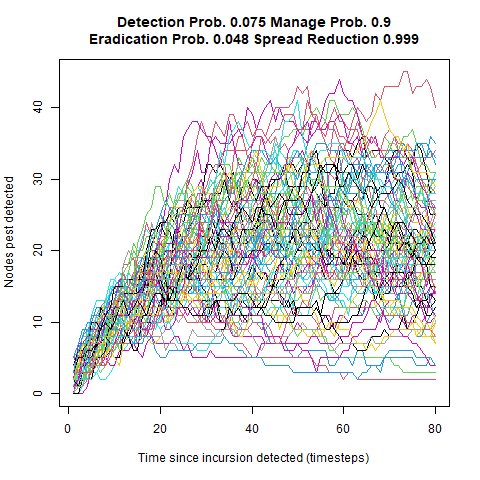 Detection Prob. 0.075 Manage Prob. 0.9
Eradication Prob. 0.048 Spread Reduction 0.999
Nodes pest detected
40
30
20
10
0
0 20 40 60 80
Time since incursion detected (timesteps)